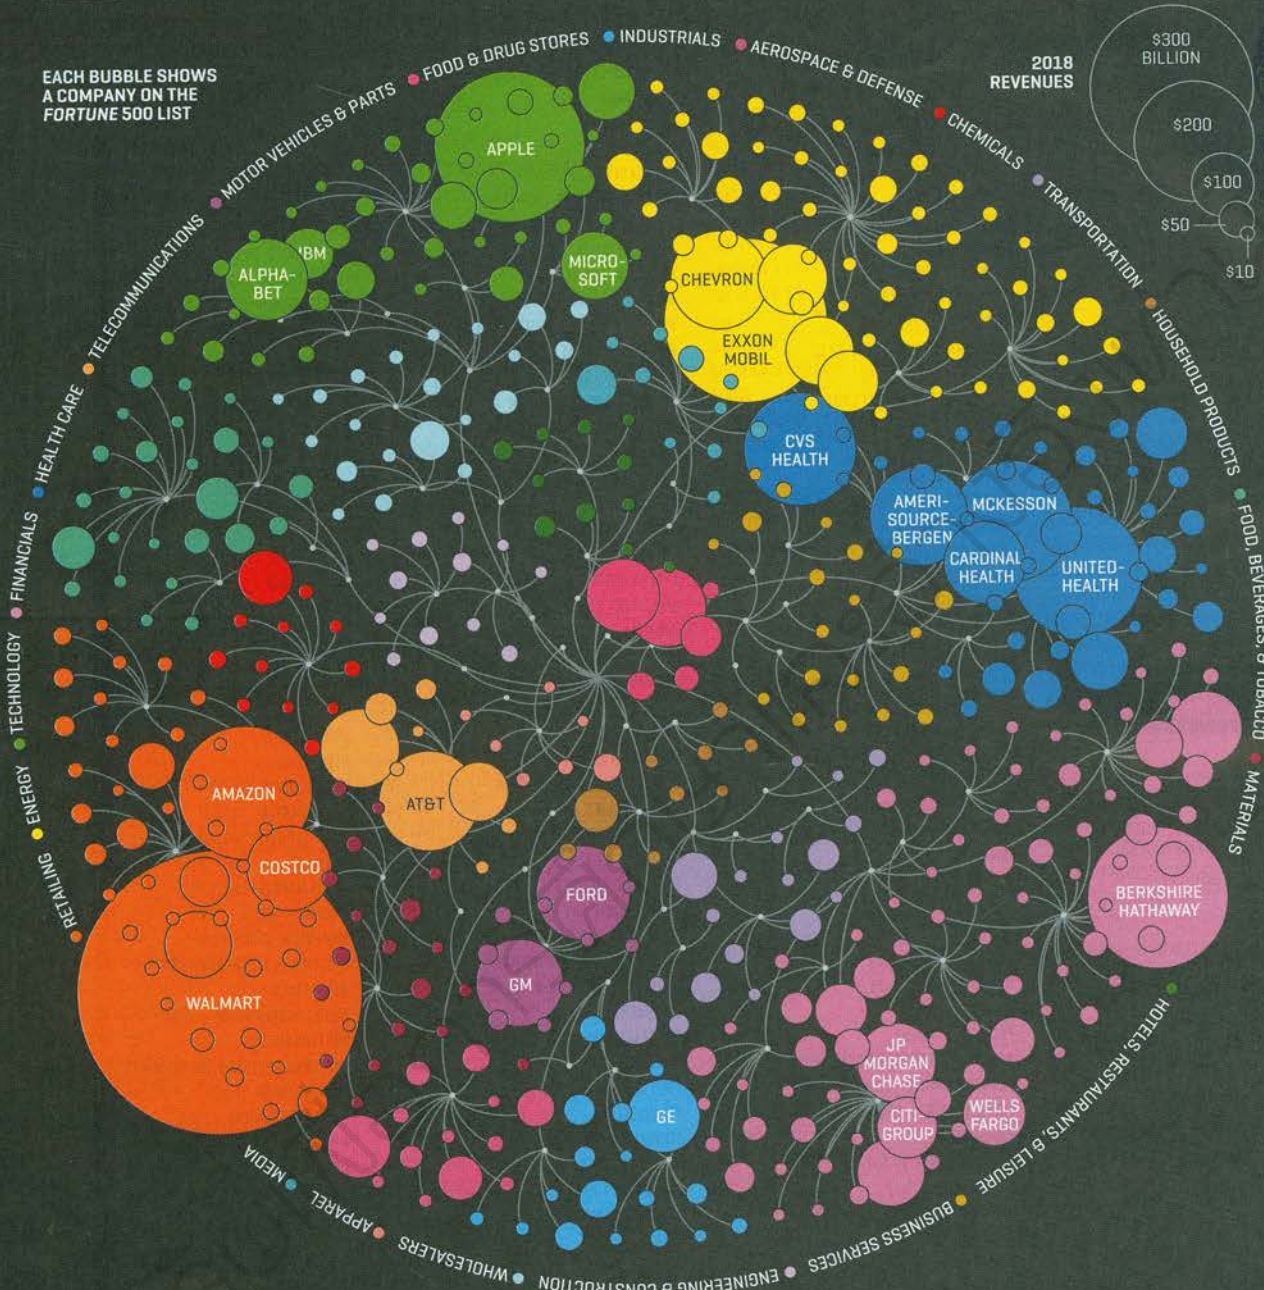 EACH BUBBLE SHOWS
A COMPANY ON THE
FORTUNE 500 LIST
2018
REVENUES
$300
BILLION
$200
$100
$50
$10
RETAILING
ENERGY
TECHNOLOGY
FINANCIALS
HEALTH CARE
TELECOMMUNICATIONS
MOTOR VEHICLES & PARTS
FOOD & DRUG STORES
INDUSTRIALS
AEROSPACE & DEFENSE
CHEMICALS
TRANSPORTATION
HOUSEHOLD PRODUCTS
FOOD, BEVERAGES, & TOBACCO
MATERIALS
HOTELS, RESTAURANTS, & LEISURE
BUSINESS SERVICES
ENGINEERING & CONSTRUCTION
WHOLESALERS
APPAREL
MEDIA
APPLE
IBM
ALPHA-
BET
MICRO-
SOFT
CHEVRON
EXXON
MOBIL
CVS
HEALTH
AMERI-
SOURCE-
BERGEN
MCKESSON
CARDINAL
HEALTH
UNITED-
HEALTH
AMAZON
COSTCO
WALMART
AT&T
FORD
GM
GE
BERKSHIRE
HATHAWAY
JP
MORGAN
CHASE
CITI-
GROUP
WELLS
FARGO